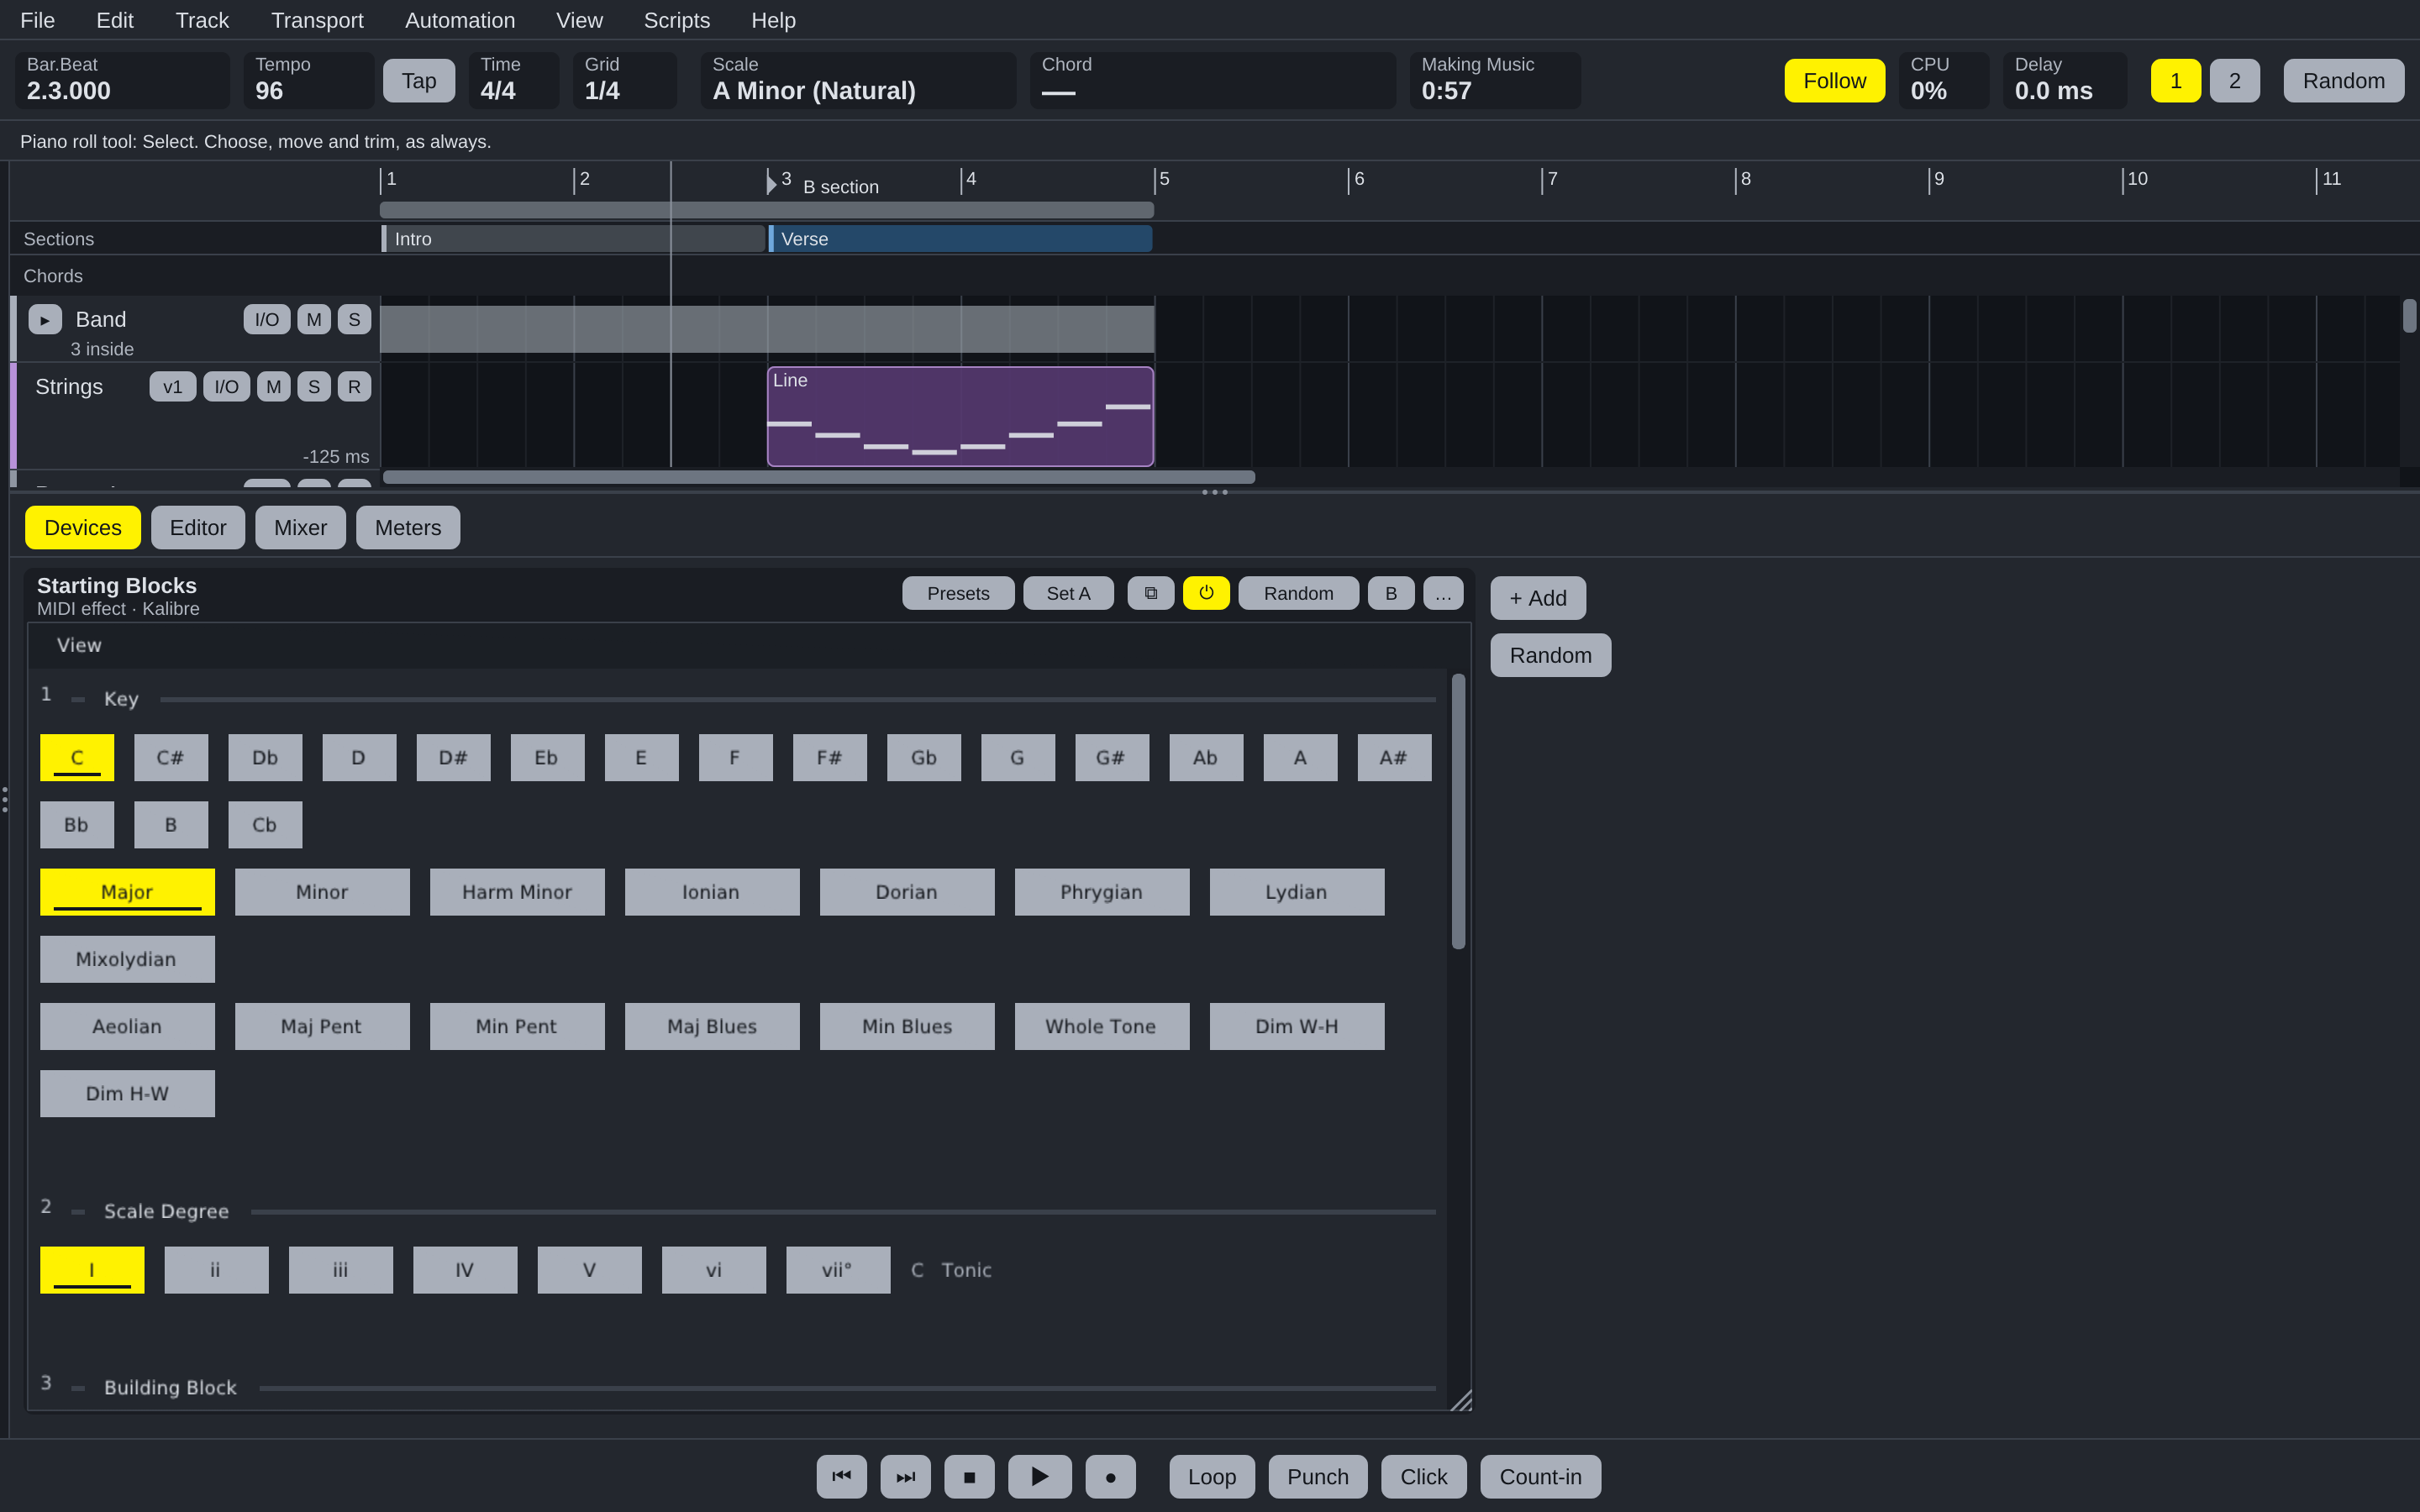 File Edit Track Transport Automation View Scripts Help
Bar.Beat Tempo Time Grid Scale Chord Making Music CPU Delay
2.3.000 96 Tap 4/4 1/4 A Minor (Natural) — 0:57 Follow 0% 0.0 ms 1 2 Random
Piano roll tool: Select. Choose, move and trim, as always.
1 2 3 B section 4 5 6 7 8 9 10 11
Sections Intro Verse
Chords
Band I/O M S
3 inside
Line
Strings v1 I/O M S R
-125 ms
Devices Editor Mixer Meters
Starting Blocks Presets Set A Random B ...
MIDI effect · Kalibre
+ Add
Random
View
1 Key
C C# Db D D# Eb E F F# Gb G G# Ab A A#
Bb B Cb
Major Minor Harm Minor Ionian Dorian Phrygian Lydian
Mixolydian
Aeolian Maj Pent Min Pent Maj Blues Min Blues Whole Tone Dim W-H
Dim H-W
2 Scale Degree
I ii iii IV V vi vii° C Tonic
3 Building Block
Loop Punch Click Count-in